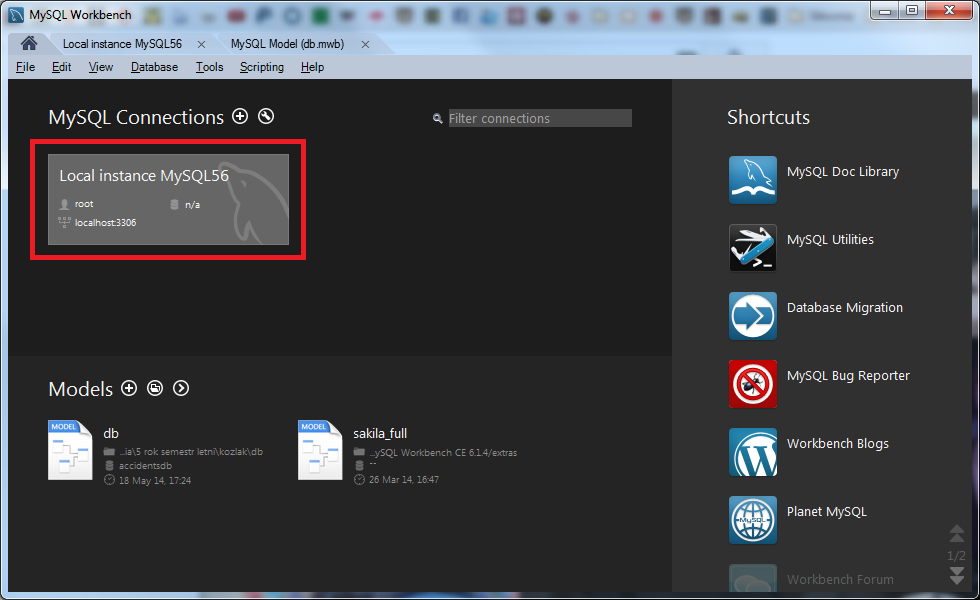 MySQL Workbench
Local instance MySQL56
MySQL Model (db.mwb)
File Edit View Database Tools Scripting Help
MySQL Connections
Filter connections
Local instance MySQL56
root
n/a
localhost:3306
Models
MODEL
db
...ia\5 rok semestr letni\kozlak\db
accidentsdb
18 May 14, 17:24
MODEL
sakila_full
...ySQL Workbench CE 6.1.4/extras
--
26 Mar 14, 16:47
Shortcuts
MySQL Doc Library
MySQL Utilities
Database Migration
MySQL Bug Reporter
Workbench Blogs
MySQL
Planet MySQL
Workbench Forum
1/2